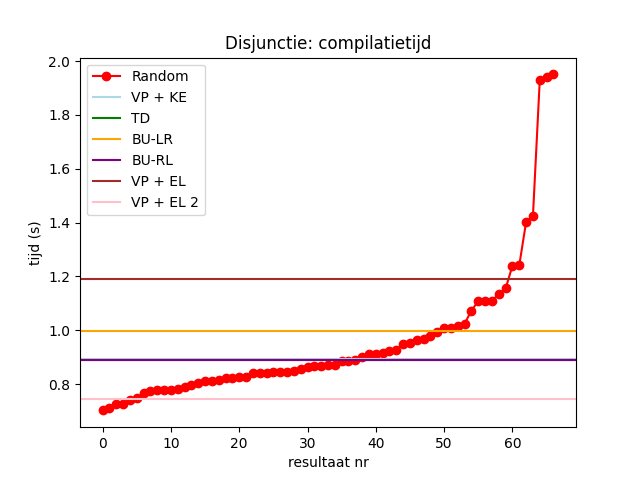 Disjunctie: compilatietijd
2.0
1.8
1.6
1.4
1.2
1.0
0.8
tijd (s)
Random
VP + KE
TD
BU-LR
BU-RL
VP + EL
VP + EL 2
0 10 20 30 40 50 60
resultaat nr